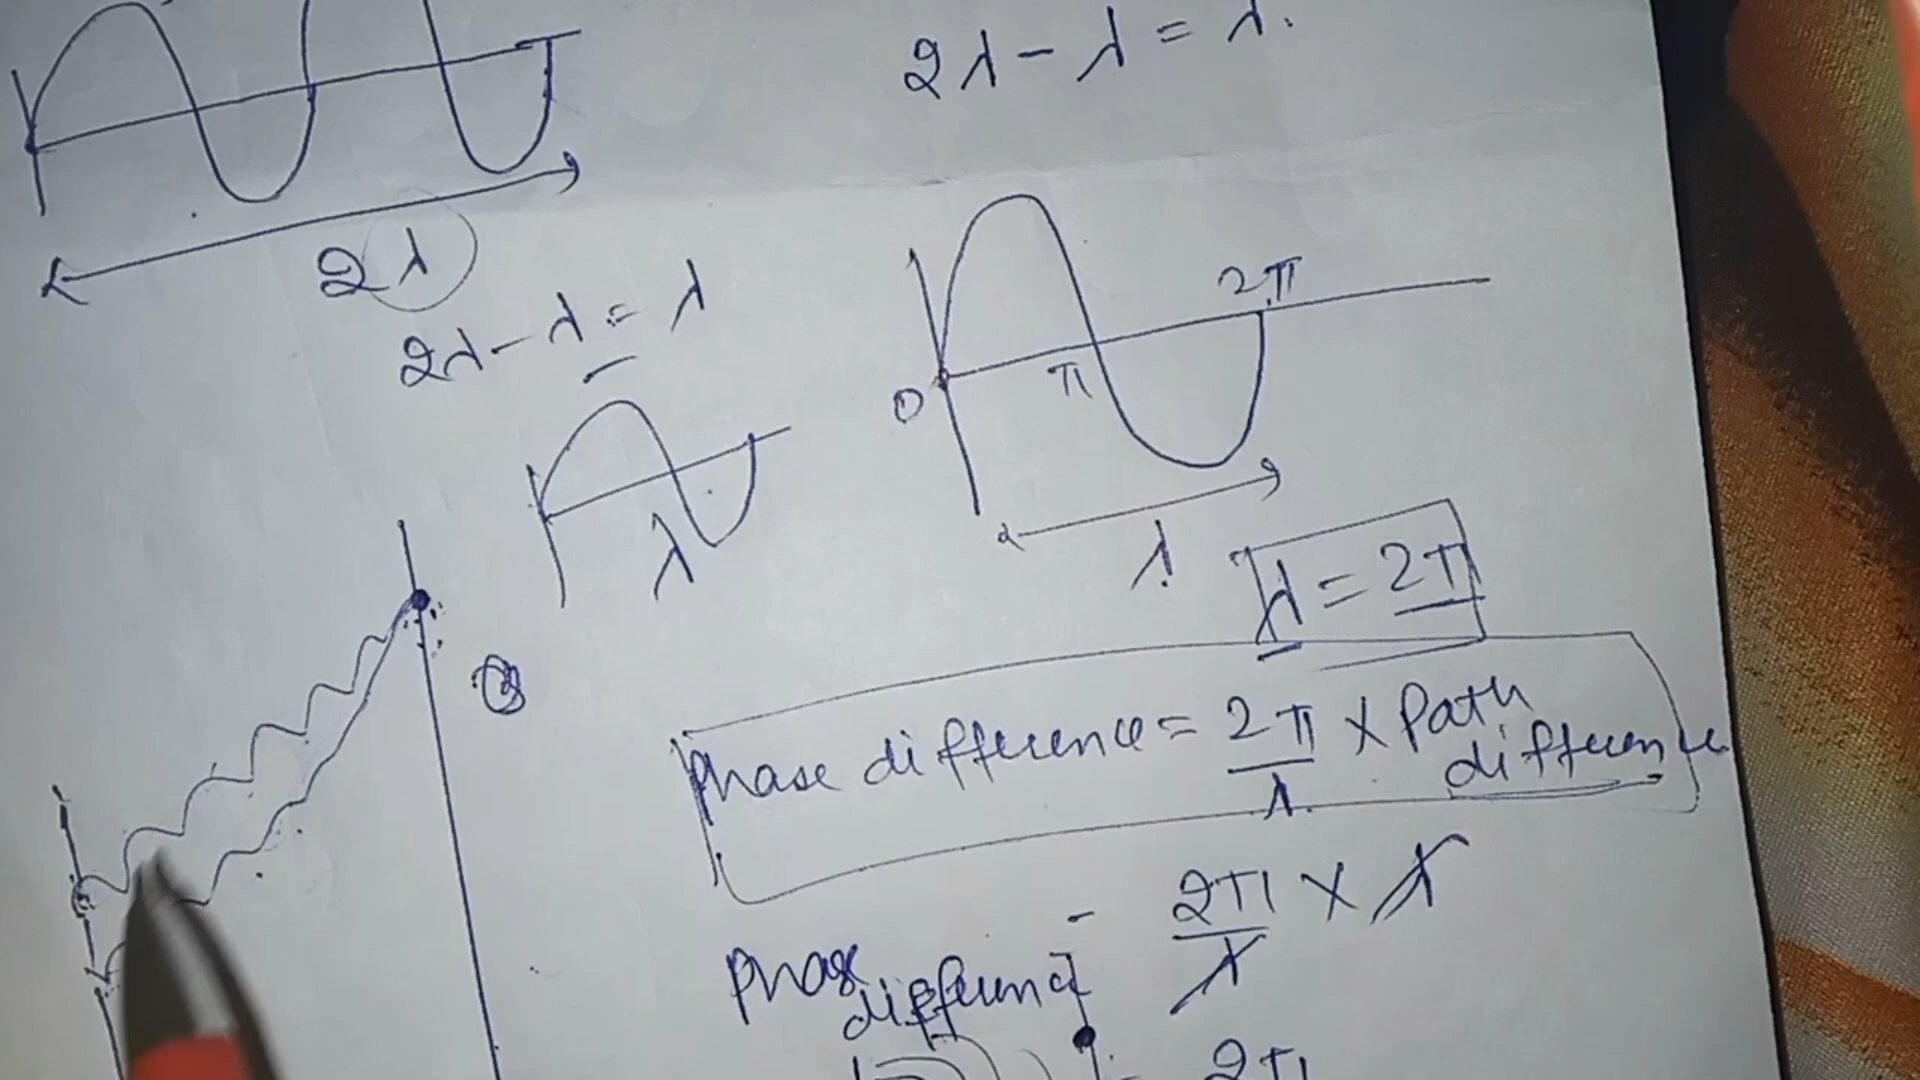 2λ - λ = λ.
2λ
2λ - λ = λ
2π
π
0
λ
λ
λ = 2π
Phase difference = 2π/λ × Path difference
Phase difference = 2π/λ × λ
= 2π